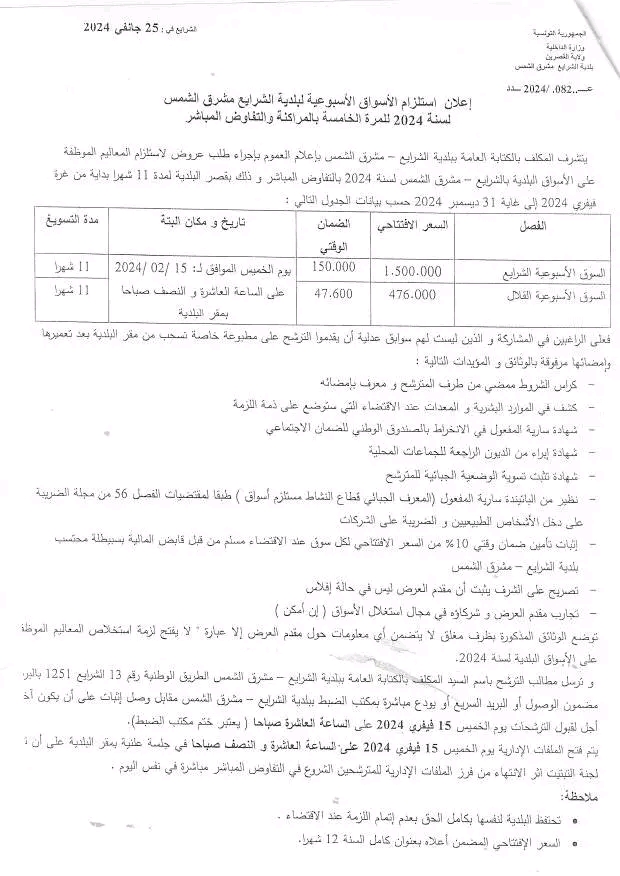 الشرايع في : 25 جانفي 2024
الجمهورية التونسية
وزارة الداخلية
ولاية القصرين
بلدية الشرايع مشرق الشمس
عـــدد 082../2024
إعلان استلزام الأسواق الأسبوعية لبلدية الشرايع مشرق الشمس
لسنة 2024 للمرة الخامسة بالمراكنة والتفاوض المباشر
يتشرف المكلف بالكتابة العامة ببلدية الشرايع – مشرق الشمس بإعلام العموم بإجراء طلب عروض لاستلزام المعاليم الموظفة
على الأسواق البلدية بالشرايع – مشرق الشمس لسنة 2024 بالتفاوض المباشر و ذلك بقصر البلدية لمدة 11 شهرا بداية من غرة
فيفري 2024 إلى غاية 31 ديسمبر 2024 حسب بيانات الجدول التالي :
الفصل السعر الافتتاحي الضمان الوقتي تاريخ و مكان البتة مدة التسويغ
السوق الأسبوعية الشرايع 1.500.000 150.000 يوم الخميس الموافق لـ: 15 /02 /2024 11 شهرا
السوق الأسبوعية القلال 476.000 47.600 على الساعة العاشرة و النصف صباحا 11 شهرا
بمقر البلدية
فعلى الراغبين في المشاركة و الذين ليست لهم سوابق عدلية أن يقدموا الترشح على مطبوعة خاصة تسحب من مقر البلدية بعد تعميرها
وإمضائها مرفوقة بالوثائق و المؤيدات التالية :
– كراس الشروط ممضي من طرف المترشح و معرف بإمضائه
– كشف في الموارد البشرية و المعدات عند الاقتضاء التي ستوضع على ذمة اللزمة
– شهادة سارية المفعول في الانخراط بالصندوق الوطني للضمان الاجتماعي
– شهادة إبراء من الديون الراجعة للجماعات المحلية
– شهادة تثبت تسوية الوضعية الجبائية للمترشح
– نظير من الباتيندة سارية المفعول (المعرف الجبائي قطاع النشاط مستلزم أسواق ) طبقا لمقتضيات الفصل 56 من مجلة الضريبة
على دخل الأشخاص الطبيعيين و الضريبة على الشركات
– إثبات تأمين ضمان وقتي 10% من السعر الافتتاحي لكل سوق عند الاقتضاء مسلم من قبل قابض المالية بسبيطلة محتسب
بلدية الشرايع – مشرق الشمس
– تصريح على الشرف يثبت أن مقدم العرض ليس في حالة إفلاس
– تجارب مقدم العرض و شركاؤه في مجال استغلال الأسواق ( إن أمكن )
توضع الوثائق المذكورة بظرف مغلق لا يتضمن أي معلومات حول مقدم العرض إلا عبارة " لا يفتح لزمة استخلاص المعاليم الموظف
على الأسواق البلدية لسنة 2024.
و ترسل مطالب الترشح باسم السيد المكلف بالكتابة العامة ببلدية الشرايع – مشرق الشمس الطريق الوطنية رقم 13 الشرايع 1251 بالبر
مضمون الوصول أو البريد السريع أو يودع مباشرة بمكتب الضبط ببلدية الشرايع – مشرق الشمس مقابل وصل إثبات على أن يكون آخ
أجل لقبول الترشحات يوم الخميس 15 فيفري 2024 على الساعة العاشرة صباحا ( يعتبر ختم مكتب الضبط).
يتم فتح الملفات الإدارية يوم الخميس 15 فيفري 2024 على الساعة العاشرة و النصف صباحا في جلسة علنية بمقر البلدية على أن ت
لجنة التبتيت اثر الانتهاء من فرز الملفات الإدارية للمترشحين الشروع في التفاوض المباشر مباشرة في نفس اليوم .
ملاحظة:
• تحتفظ البلدية لنفسها بكامل الحق بعدم إتمام اللزمة عند الاقتضاء .
• السعر الإفتتاحي المضمن أعلاه بعنوان كامل السنة 12 شهرا.